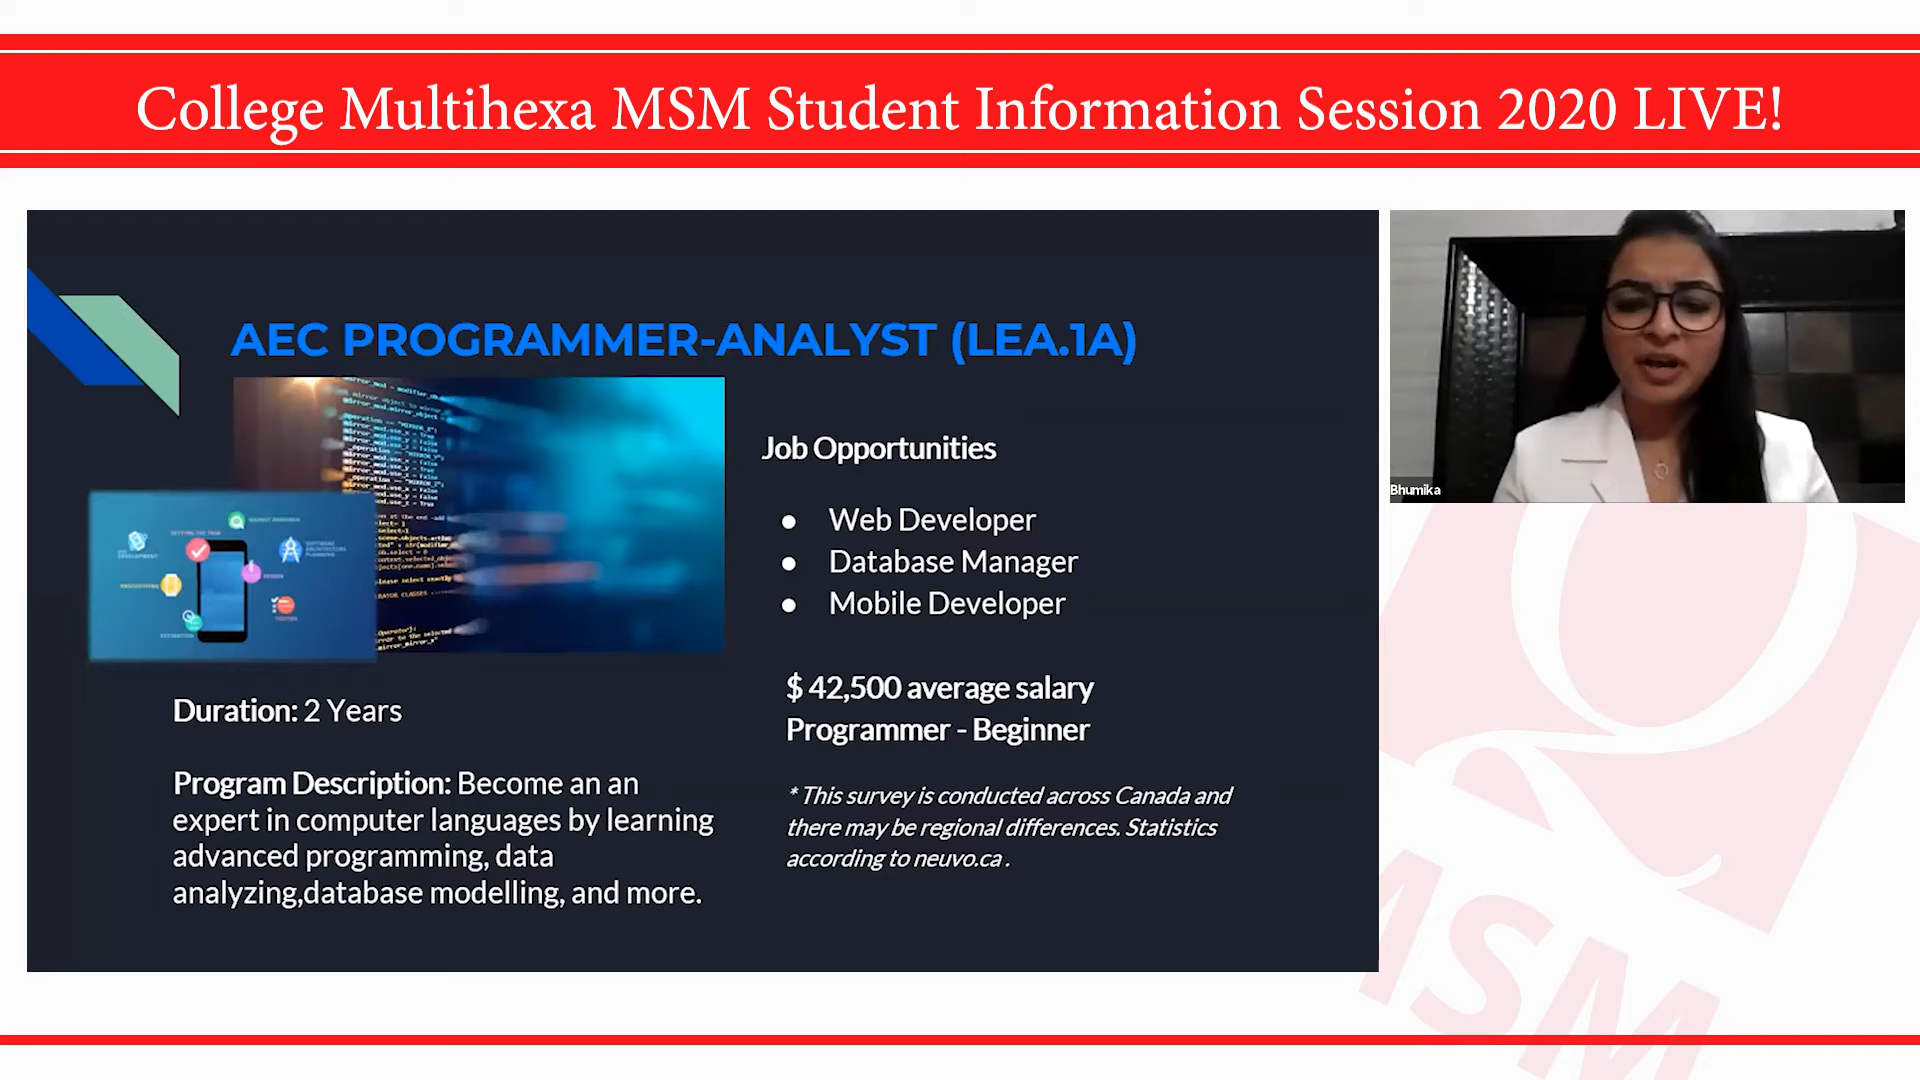 College Multihexa MSM Student Information Session 2020 LIVE!
AEC PROGRAMMER-ANALYST (LEA.1A)
Job Opportunities
● Web Developer
● Database Manager
● Mobile Developer
$ 42,500 average salary
Programmer - Beginner
* This survey is conducted across Canada and
there may be regional differences. Statistics
according to neuvo.ca .
Duration: 2 Years
Program Description: Become an an
expert in computer languages by learning
advanced programming, data
analyzing,database modelling, and more.
Bhumika
MSM